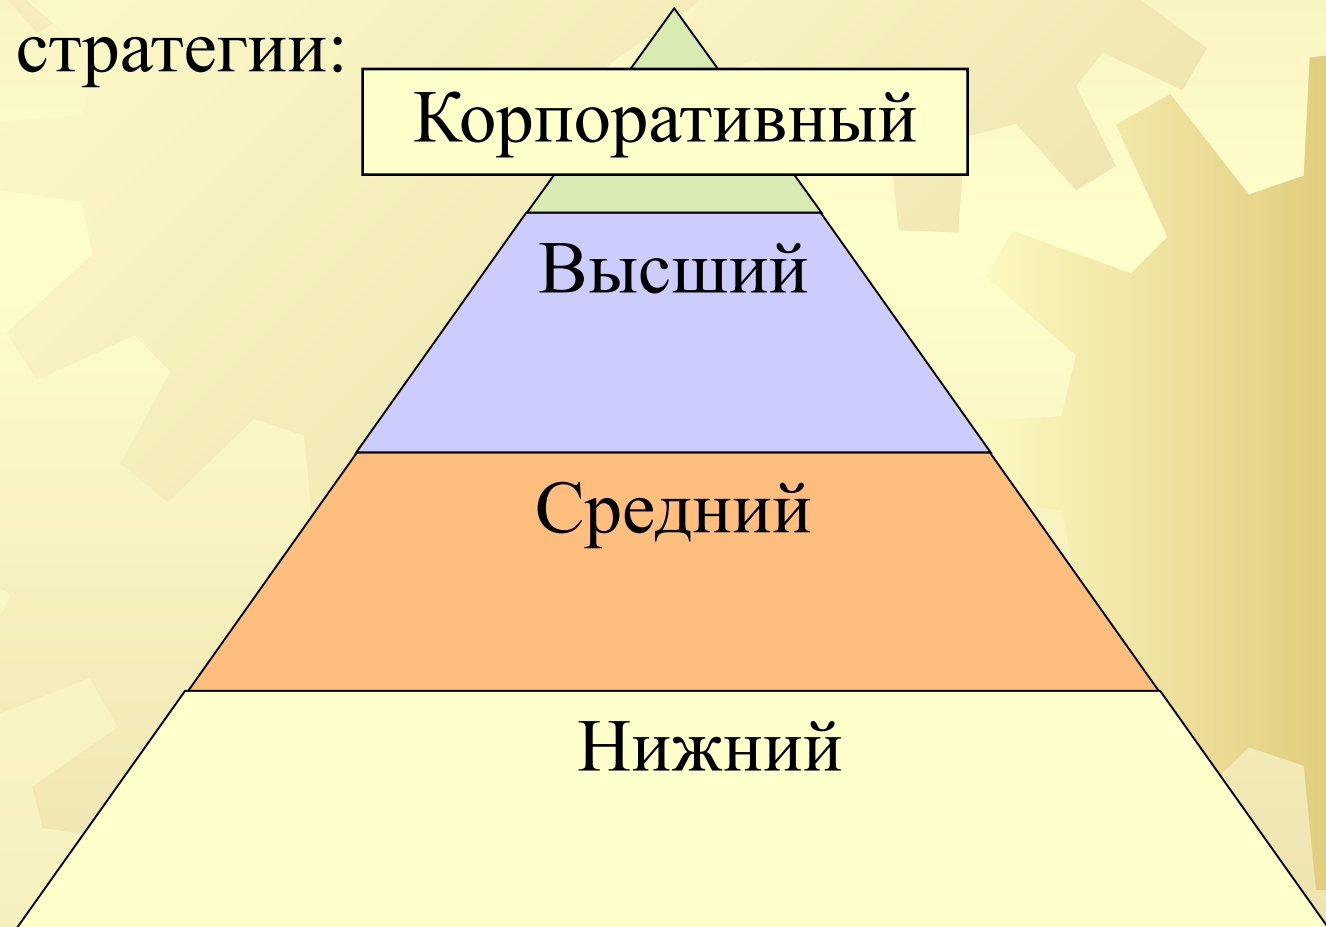 стратегии:
Корпоративный
Высший
Средний
Нижний